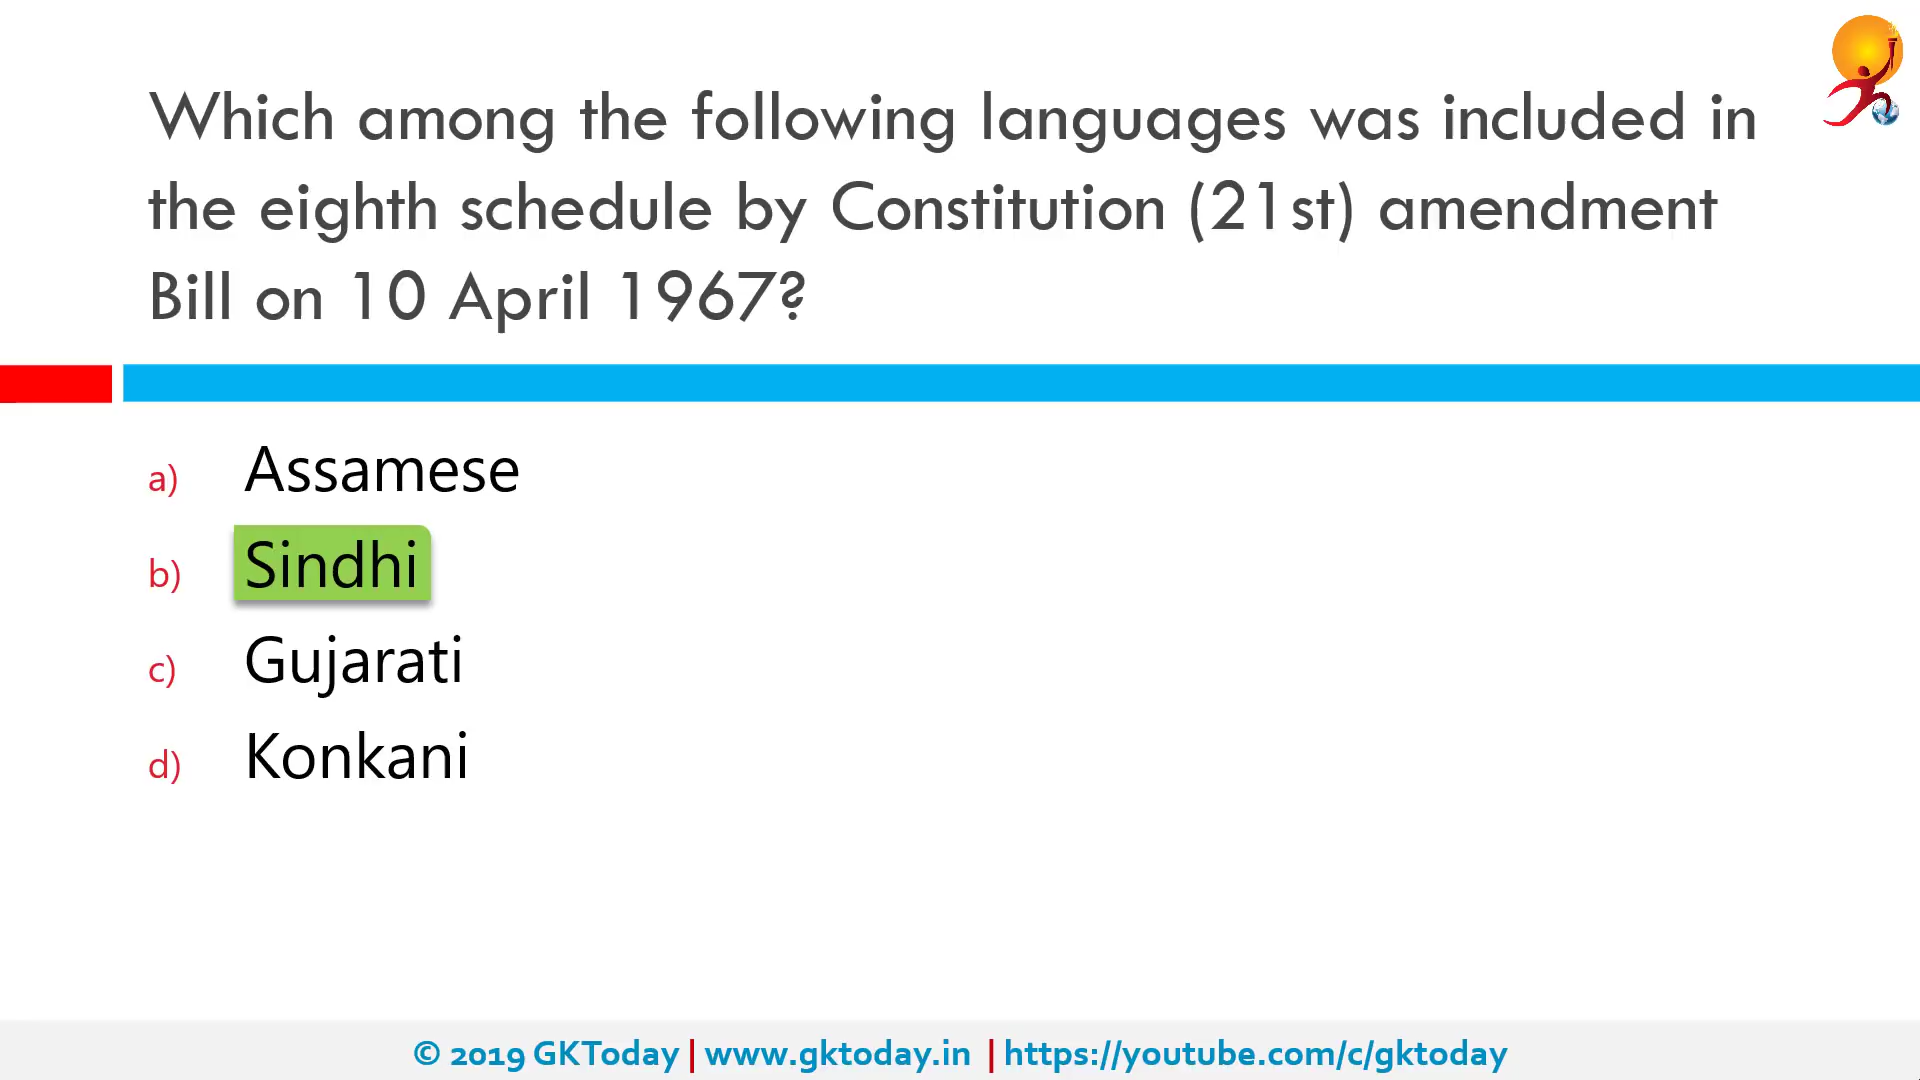 Which among the following languages was included in
the eighth schedule by Constitution (21st) amendment
Bill on 10 April 1967?
a) Assamese
b) Sindhi
c) Gujarati
d) Konkani
© 2019 GKToday | www.gktoday.in | https://youtube.com/c/gktoday